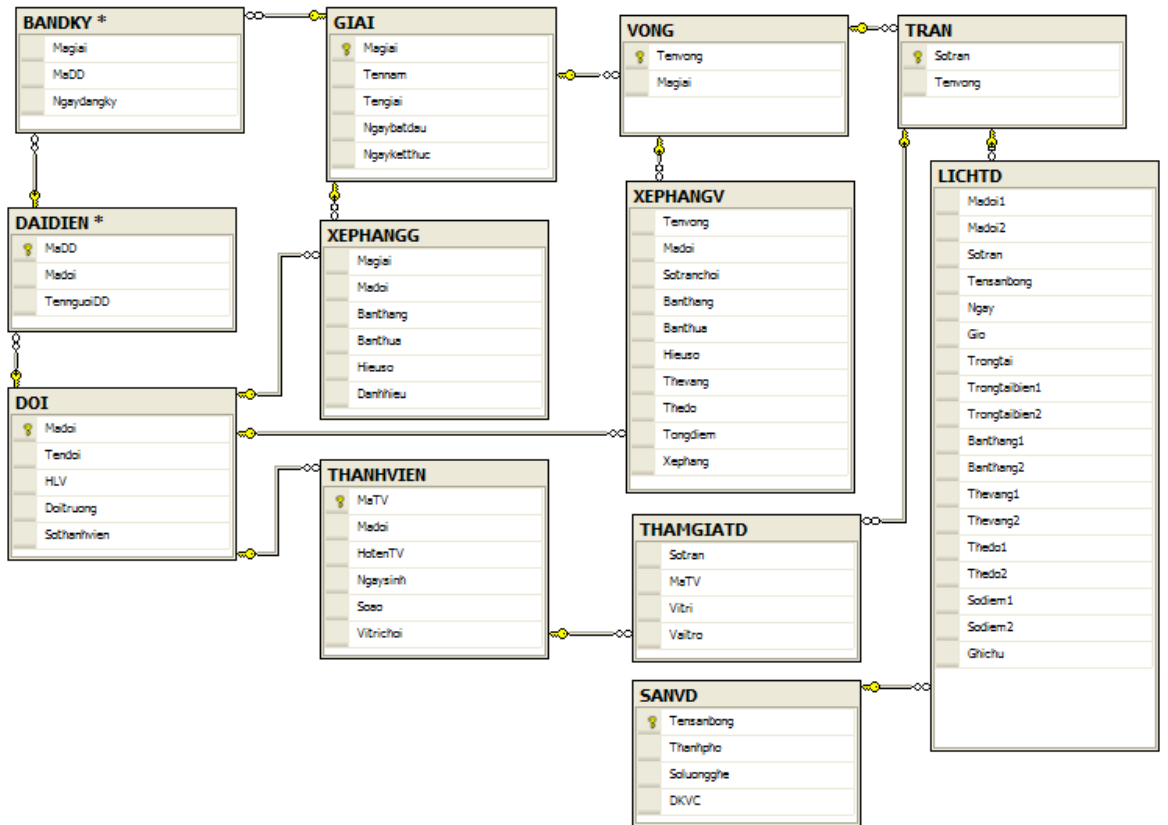 BANDKY *
Magiai
MaDD
Ngaydangky
GIAI
Magiai
Tennam
Tengiai
Ngaybatdau
Ngayketthuc
VONG
Tenvong
Magiai
TRAN
Sotran
Tenvong
DAIDIEN *
MaDD
Madoi
TennguoiDD
XEPHANGG
Magiai
Madoi
Banthang
Banthua
Hieuso
Danhhieu
XEPHANGV
Tenvong
Madoi
Sotranchoi
Banthang
Banthua
Hieuso
Thevang
Thedo
Tongdiem
Xephang
LICHTD
Madoi1
Madoi2
Sotran
Tensanbong
Ngay
Gio
Trongtai
Trongtaibien1
Trongtaibien2
Banthang1
Banthang2
Thevang1
Thevang2
Thedo1
Thedo2
Sodiem1
Sodiem2
Ghichu
DOI
Madoi
Tendoi
HLV
Doitruong
Sothanhvien
THANHVIEN
MaTV
Madoi
HotenTV
Ngaysinh
Soao
Vitrichoi
THAMGIATD
Sotran
MaTV
Vitri
Vaitro
SANVD
Tensanbong
Thanhpho
Soluongghe
DKVC